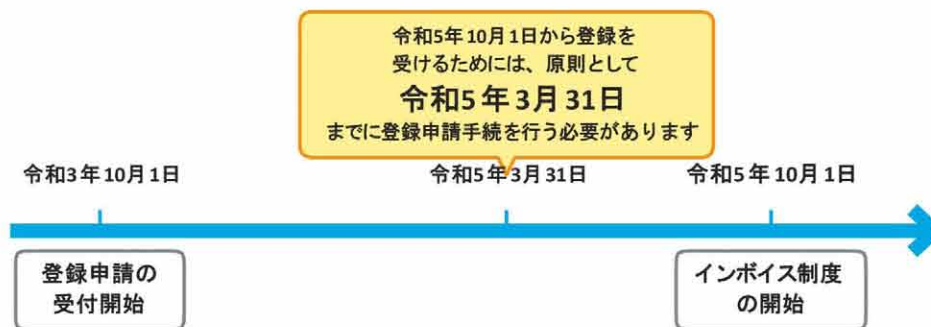 令和5年10月1日から登録を
受けるためには、原則として
令和5年3月31日
までに登録申請手続を行う必要があります
令和3年10月1日
令和5年3月31日
令和5年10月1日
登録申請の
受付開始
インボイス制度
の開始